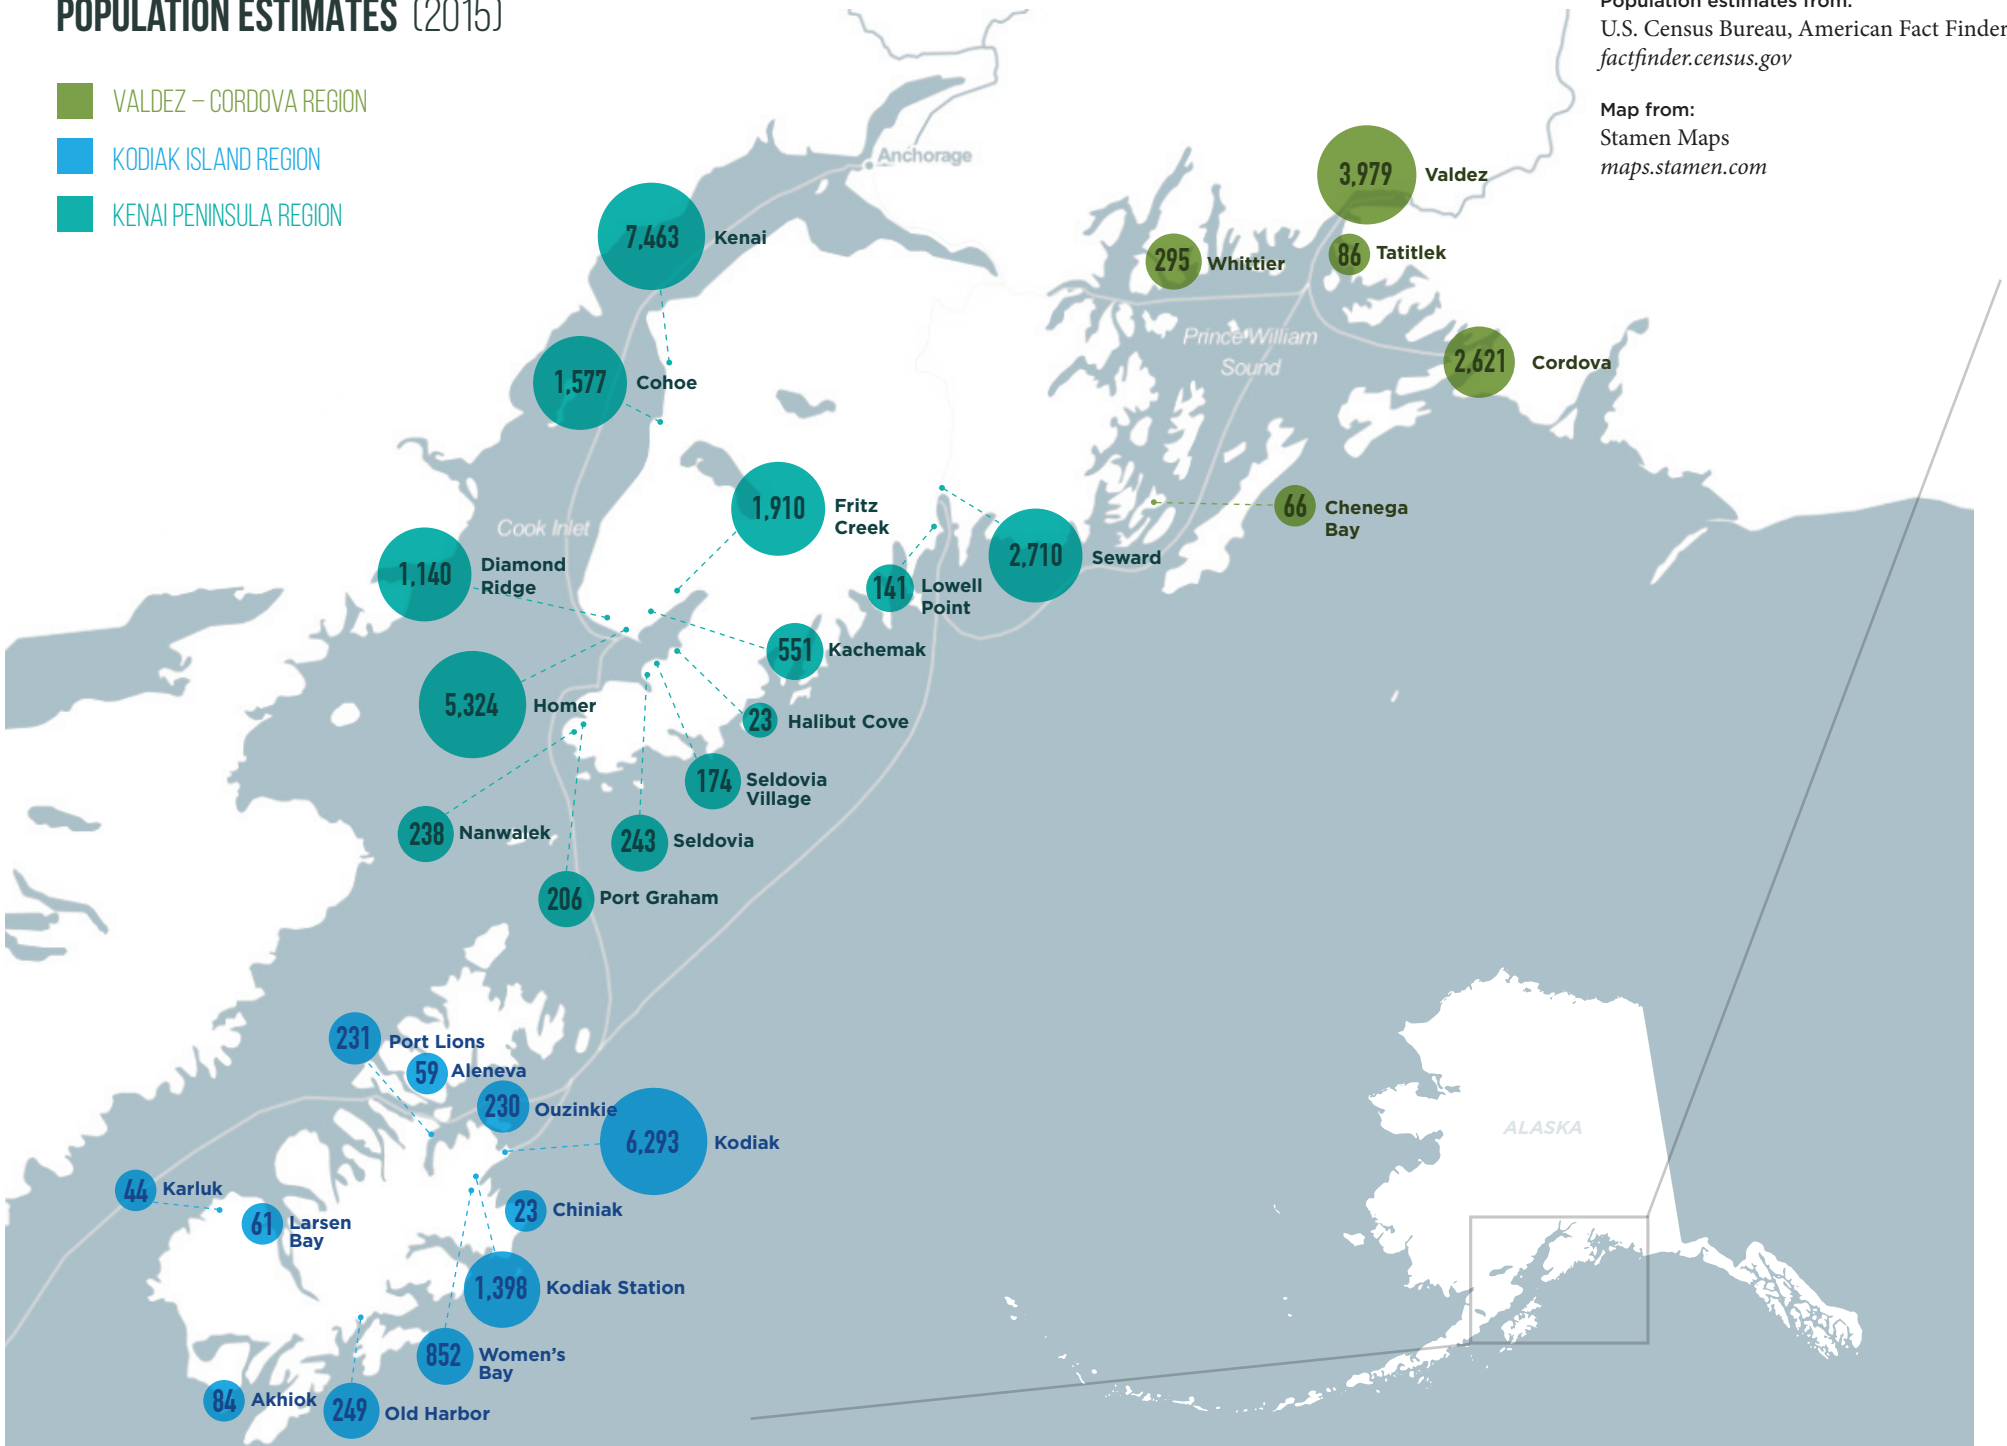 POPULATION ESTIMATES (2015)
VALDEZ – CORDOVA REGION
KODIAK ISLAND REGION
KENAI PENINSULA REGION
Population estimates from:
U.S. Census Bureau, American Fact Finder
factfinder.census.gov
Map from:
Stamen Maps
maps.stamen.com
Anchorage
3,979 Valdez
7,463 Kenai
295 Whittier
86 Tatitlek
Prince William
Sound
2,621 Cordova
1,577 Cohoe
1,910 Fritz
Creek
Cook Inlet
66 Chenega
Bay
2,710 Seward
1,140 Diamond
Ridge
141 Lowell
Point
551 Kachemak
5,324 Homer
23 Halibut Cove
174 Seldovia
Village
238 Nanwalek
243 Seldovia
206 Port Graham
231 Port Lions
59 Aleneva
230 Ouzinkie
6,293 Kodiak
ALASKA
44 Karluk
61 Larsen
Bay
23 Chiniak
1,398 Kodiak Station
852 Women's
Bay
84 Akhiok
249 Old Harbor